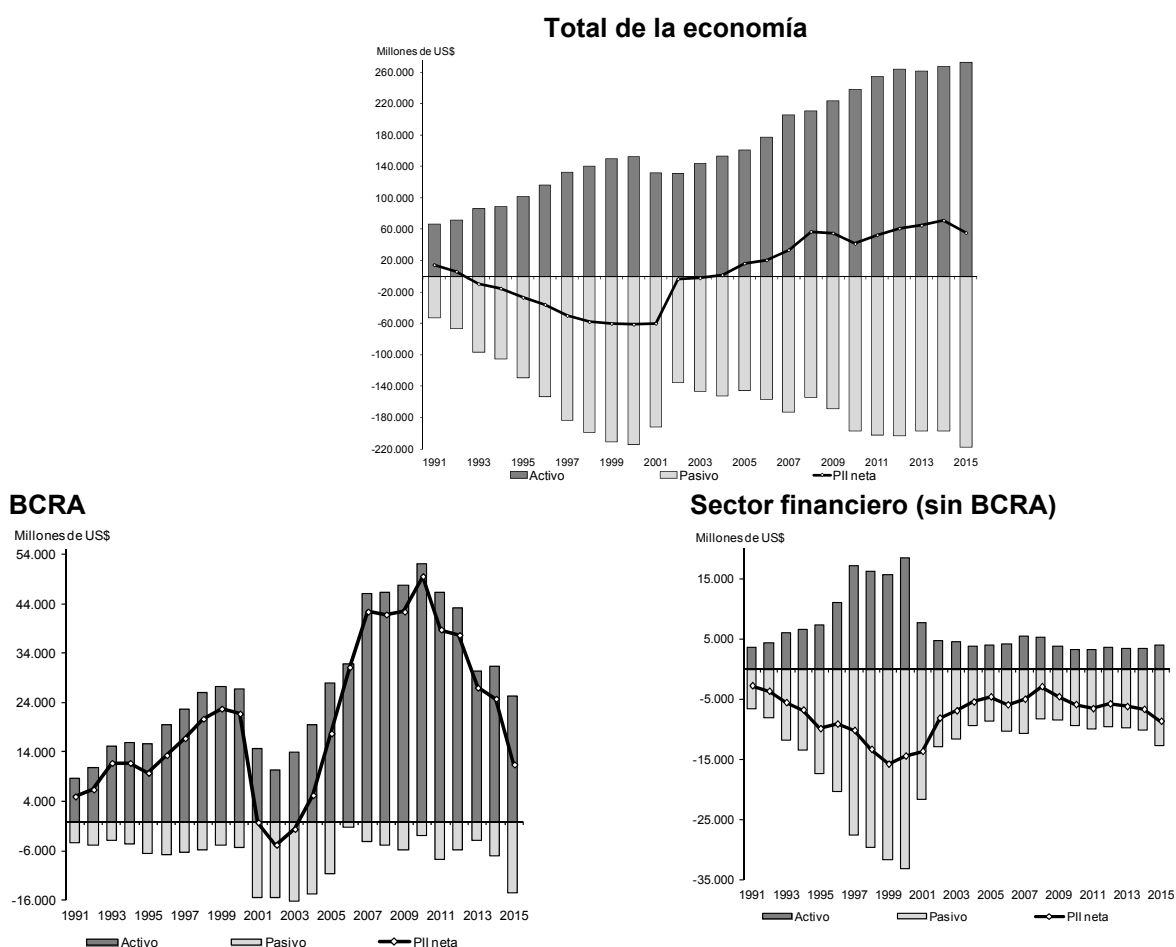 Total de la economía
Millones de US$
260.000
220.000
180.000
140.000
100.000
60.000
20.000
-20.000
-60.000
-100.000
-140.000
-180.000
-220.000
1991 1993 1995 1997 1999 2001 2003 2005 2007 2009 2011 2013 2015
Activo Pasivo PII neta
BCRA
Millones de US$
54.000
44.000
34.000
24.000
14.000
4.000
-6.000
-16.000
1991 1993 1995 1997 1999 2001 2003 2005 2007 2009 2011 2013 2015
Activo Pasivo PII neta
Sector financiero (sin BCRA)
Millones de US$
15.000
5.000
-5.000
-15.000
-25.000
-35.000
1991 1993 1995 1997 1999 2001 2003 2005 2007 2009 2011 2013 2015
Activo Pasivo PII neta